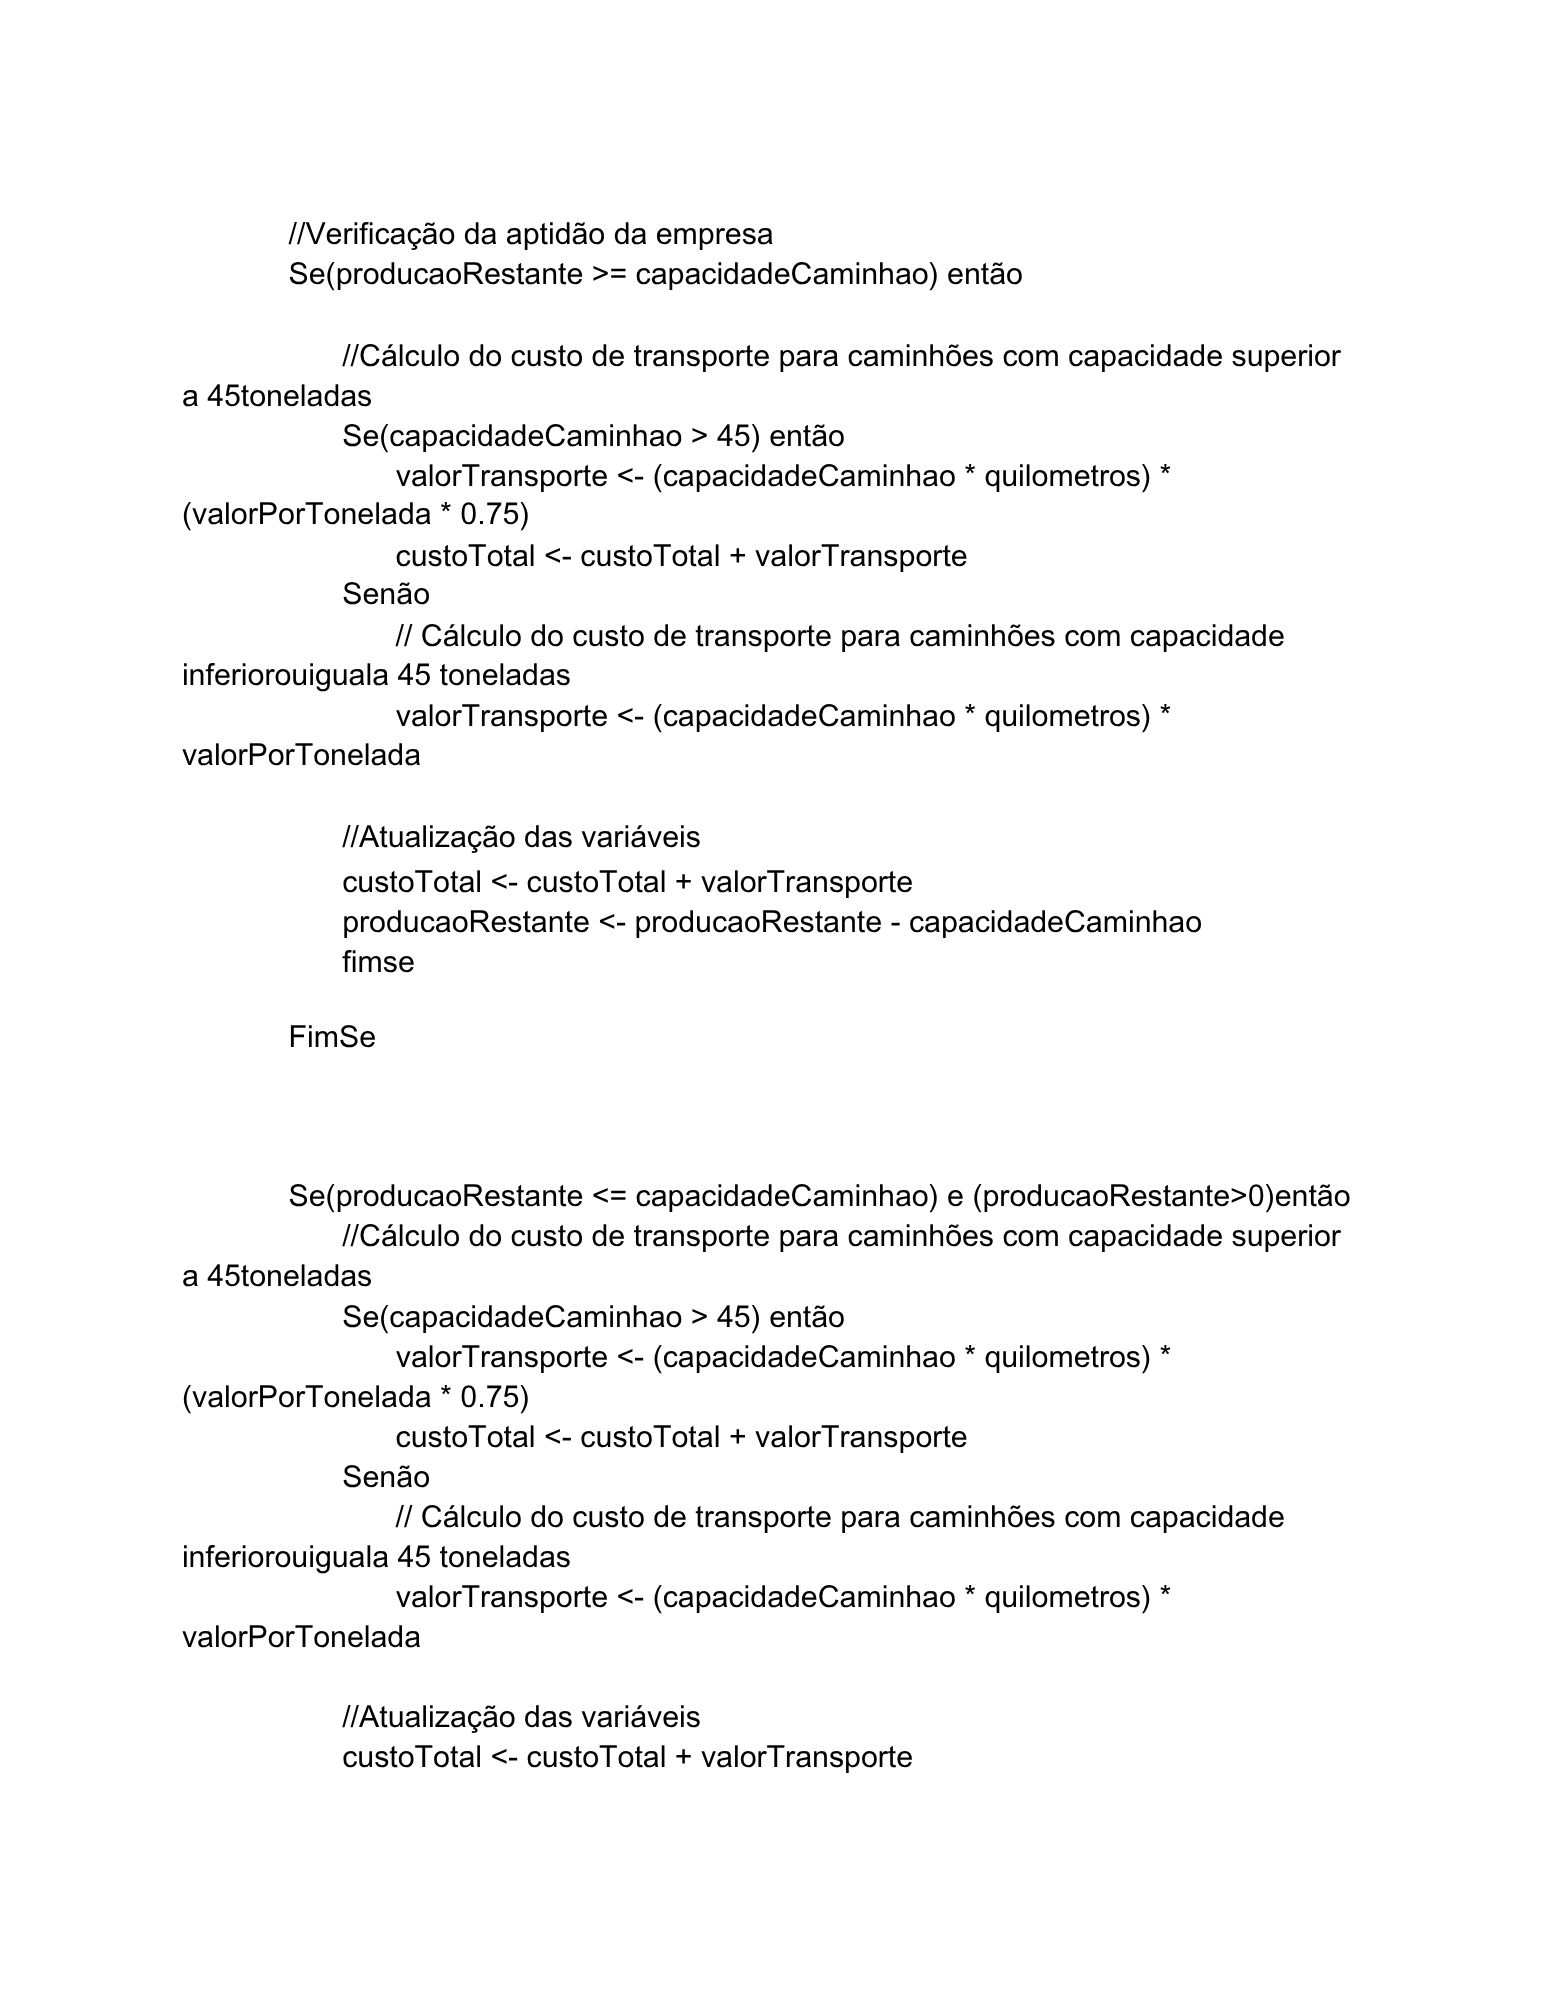 //Verificação da aptidão da empresa
Se(producaoRestante >= capacidadeCaminhao) então
//Cálculo do custo de transporte para caminhões com capacidade superior
a 45toneladas
Se(capacidadeCaminhao > 45) então
valorTransporte <- (capacidadeCaminhao * quilometros) *
(valorPorTonelada * 0.75)
custoTotal <- custoTotal + valorTransporte
Senão
// Cálculo do custo de transporte para caminhões com capacidade
inferiorouiguala 45 toneladas
valorTransporte <- (capacidadeCaminhao * quilometros) *
valorPorTonelada
//Atualização das variáveis
custoTotal <- custoTotal + valorTransporte
producaoRestante <- producaoRestante - capacidadeCaminhao
fimse
FimSe
Se(producaoRestante <= capacidadeCaminhao) e (producaoRestante>0)então
//Cálculo do custo de transporte para caminhões com capacidade superior
a 45toneladas
Se(capacidadeCaminhao > 45) então
valorTransporte <- (capacidadeCaminhao * quilometros) *
(valorPorTonelada * 0.75)
custoTotal <- custoTotal + valorTransporte
Senão
// Cálculo do custo de transporte para caminhões com capacidade
inferiorouiguala 45 toneladas
valorTransporte <- (capacidadeCaminhao * quilometros) *
valorPorTonelada
//Atualização das variáveis
custoTotal <- custoTotal + valorTransporte